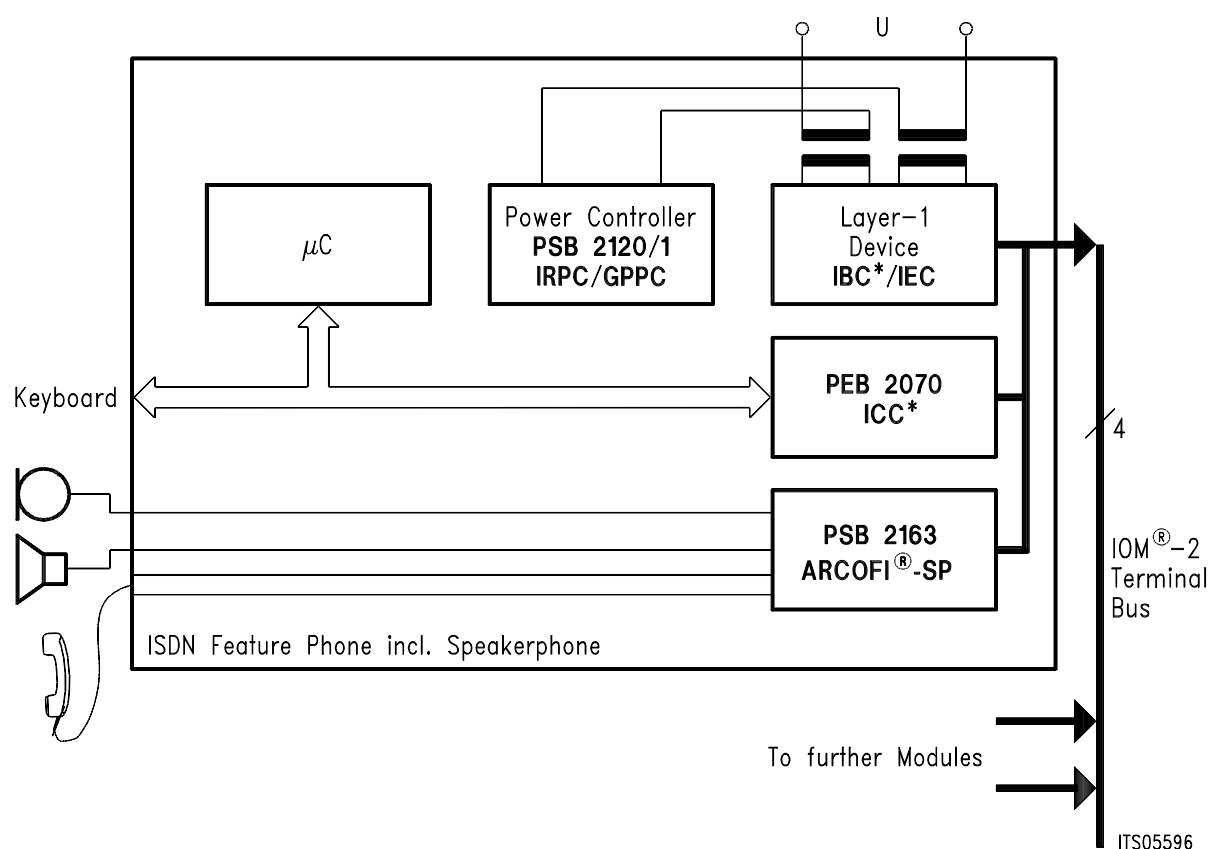 U
µC
Power Controller
PSB 2120/1
IRPC/GPPC
Layer-1
Device
IBC*/IEC
Keyboard
PEB 2070
ICC*
4
PSB 2163
ARCOFI®-SP
IOM®-2
Terminal
Bus
ISDN Feature Phone incl. Speakerphone
To further Modules
ITS05596